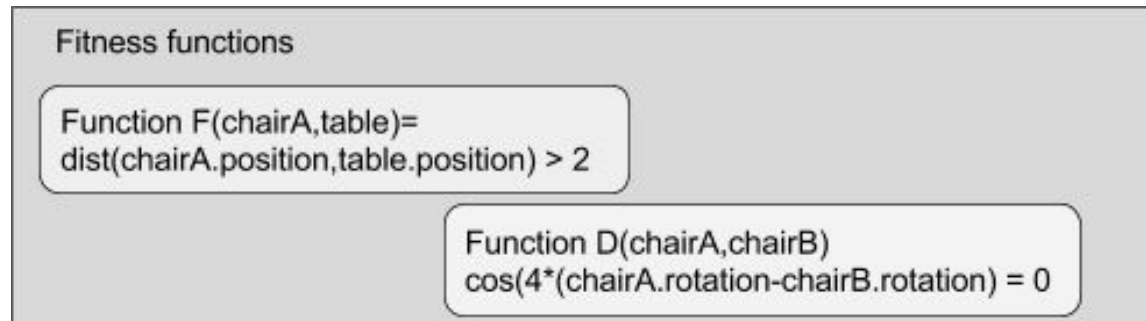 Fitness functions
Function F(chairA,table)=
dist(chairA.position,table.position) > 2
Function D(chairA,chairB)
cos(4*(chairA.rotation-chairB.rotation) = 0